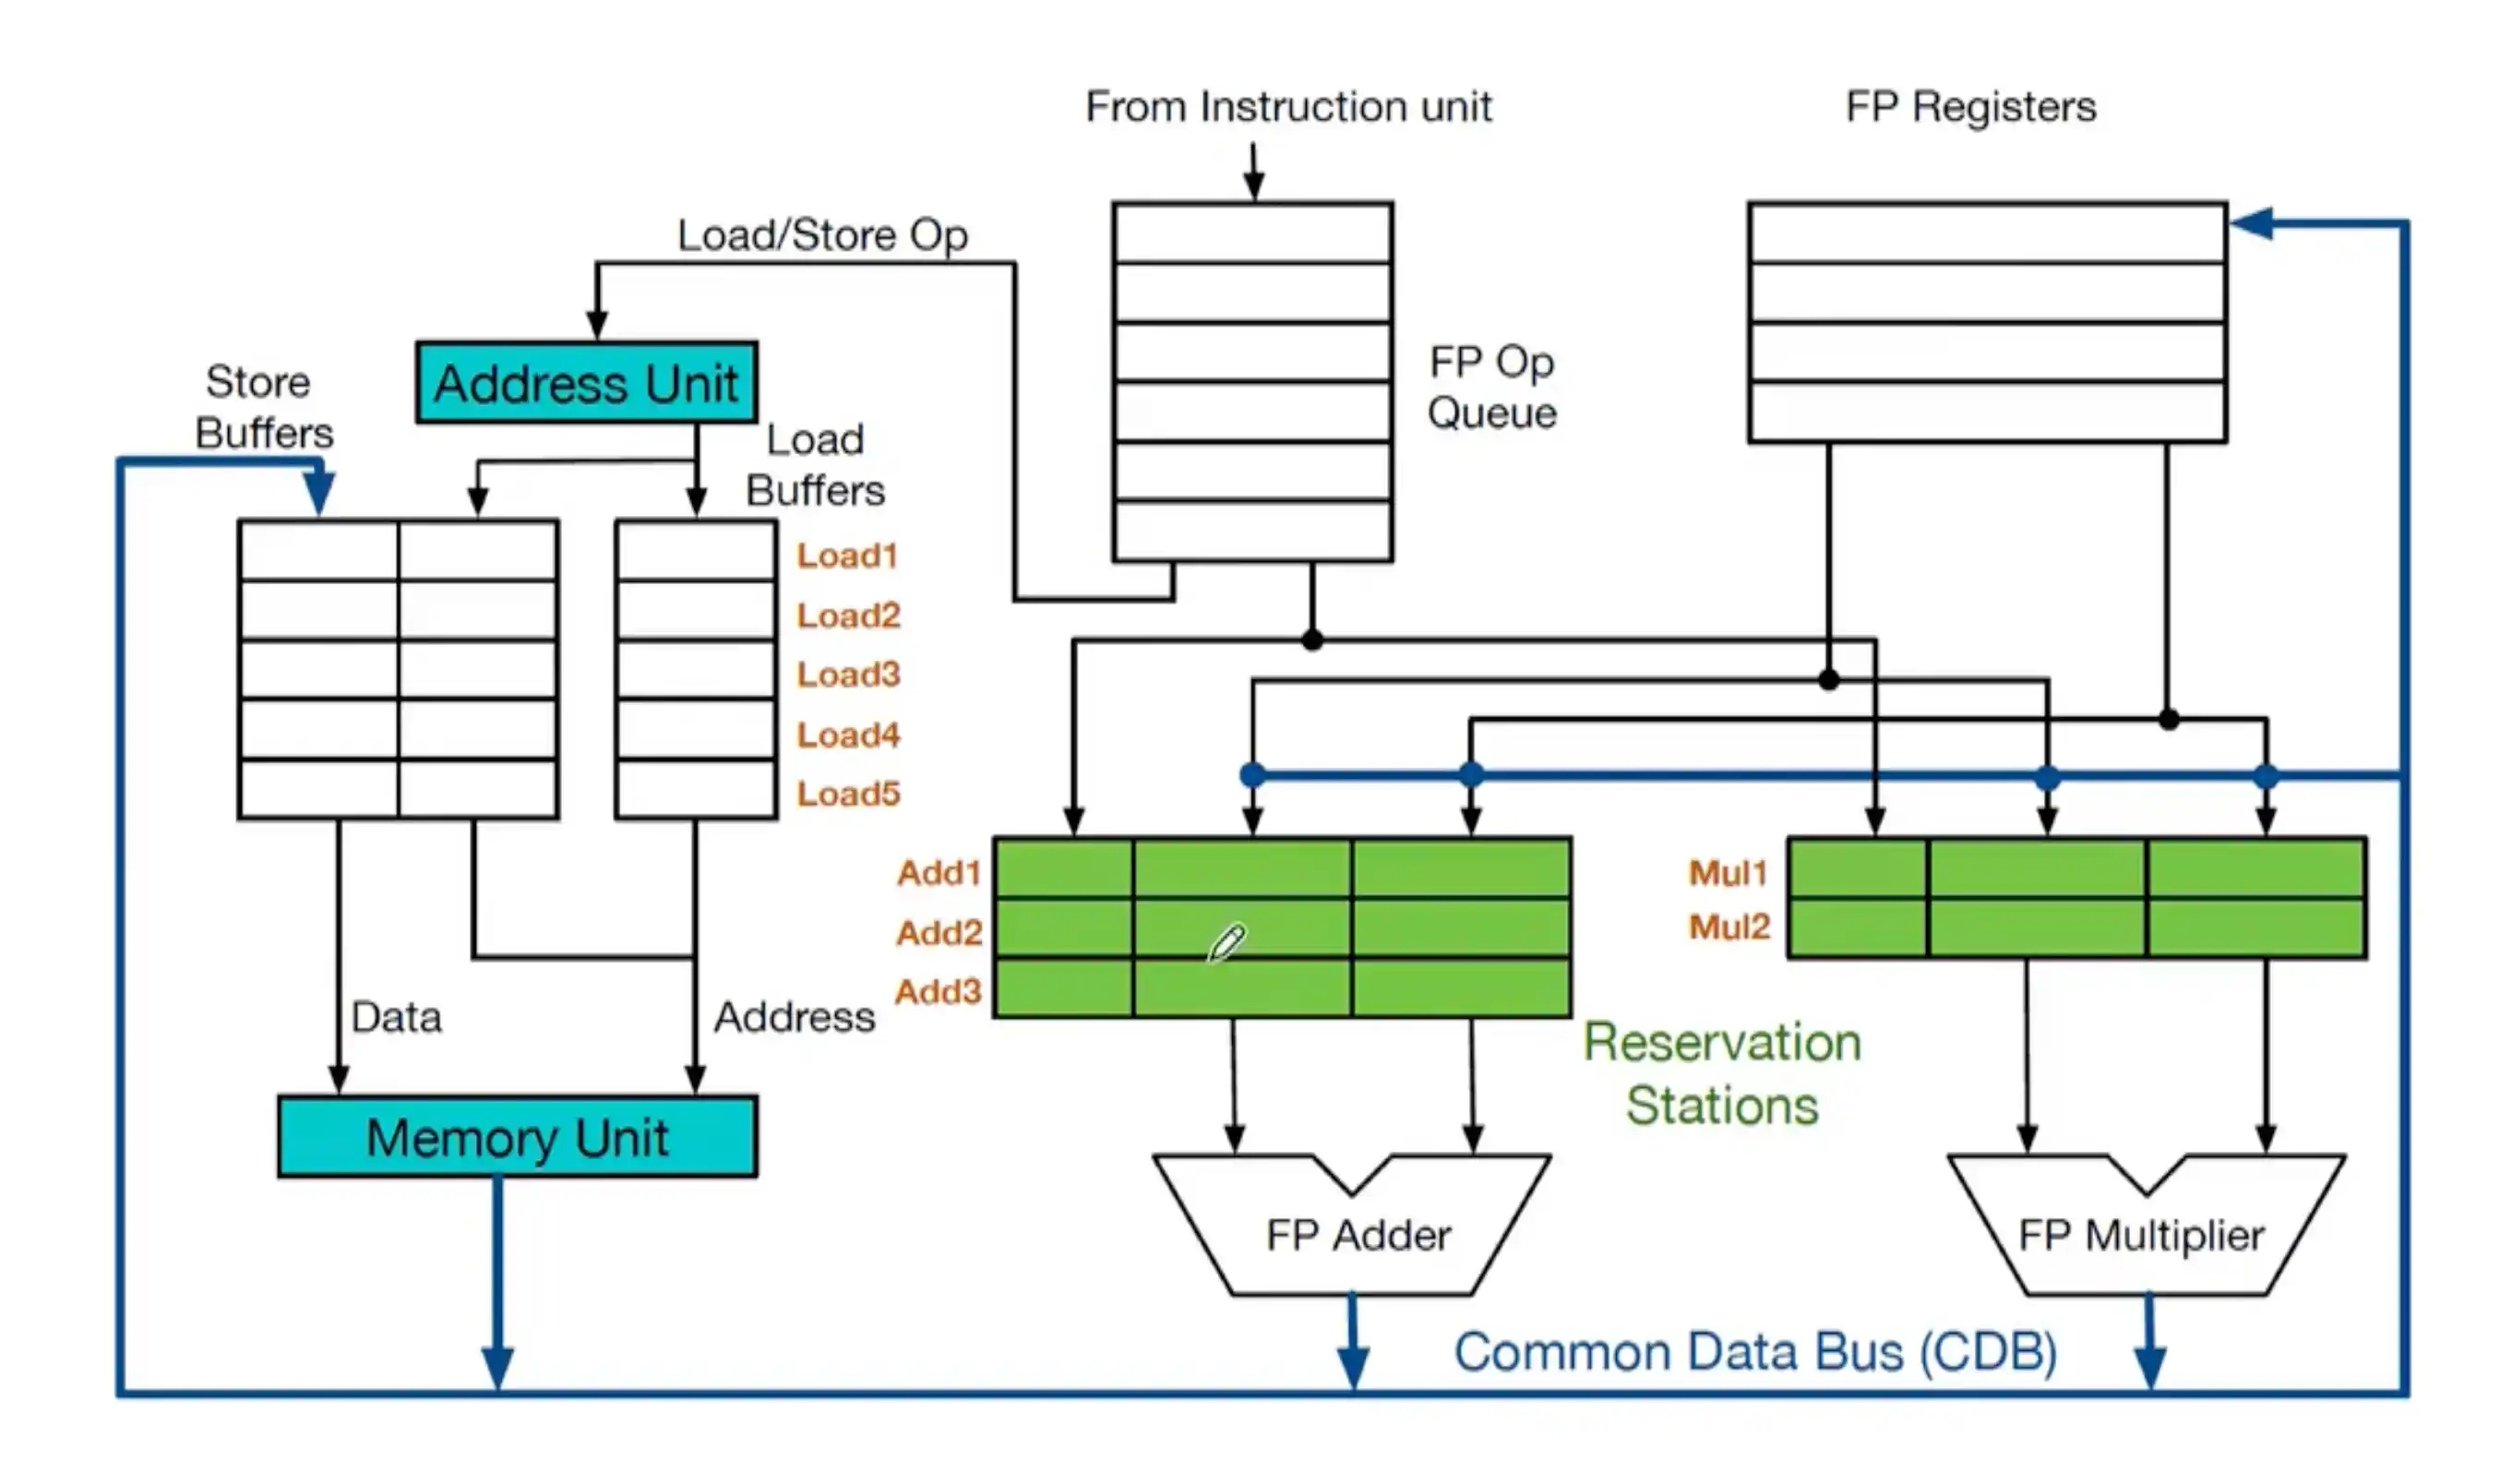 From Instruction unit
FP Registers
Load/Store Op
Address Unit
FP Op
Queue
Store
Buffers
Load
Buffers
Load1
Load2
Load3
Load4
Load5
Add1
Add2
Add3
Mul1
Mul2
Data
Address
Reservation
Stations
Memory Unit
FP Adder
FP Multiplier
Common Data Bus (CDB)